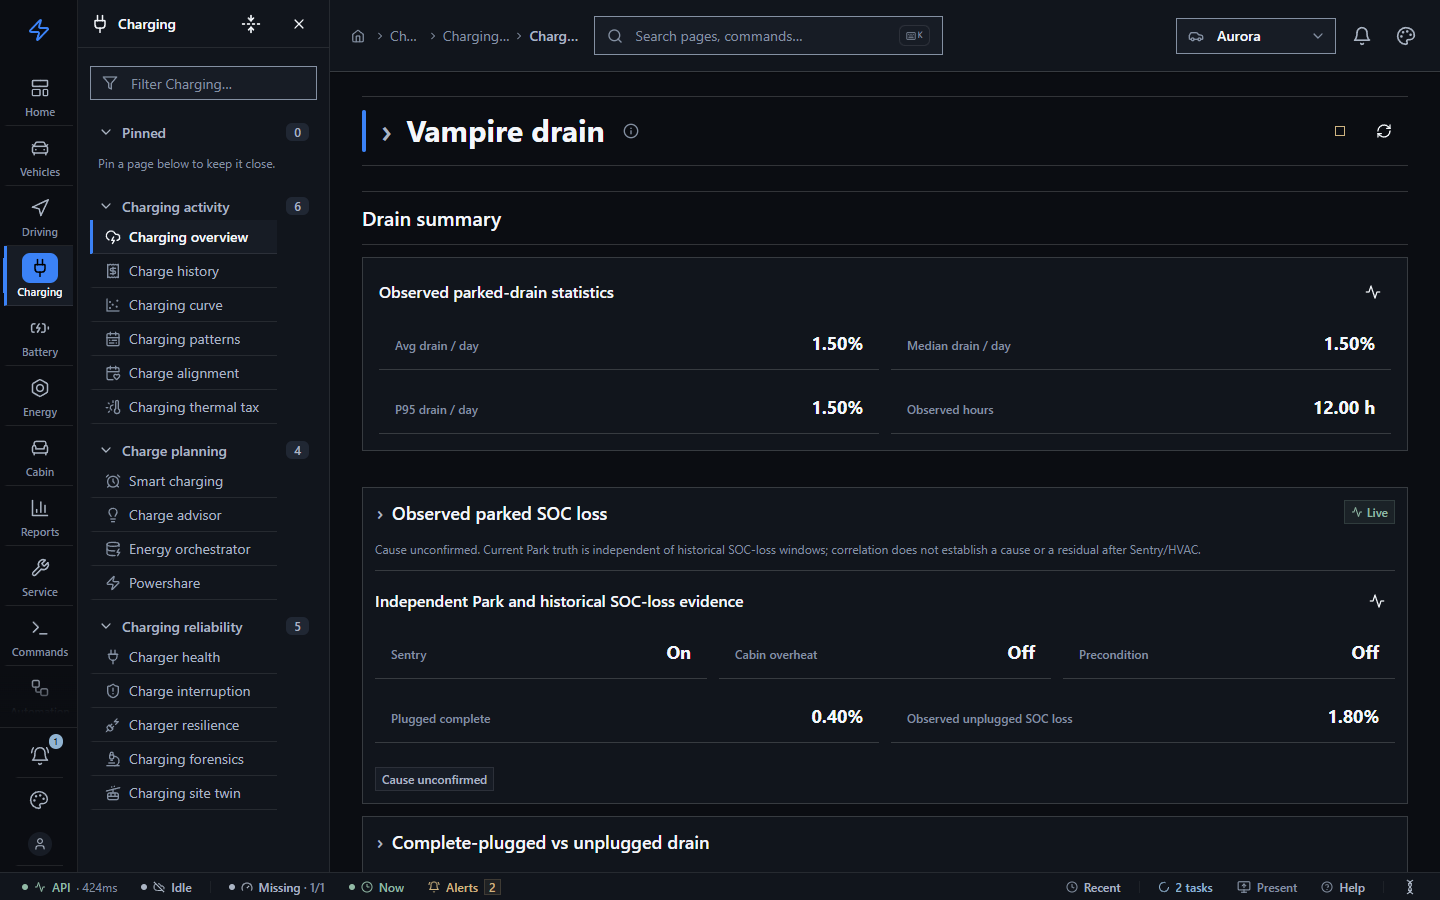 Home
Vehicles
Driving
Charging
Battery
Energy
Cabin
Reports
Service
Commands
1
Charging
Filter Charging...
Pinned 0
Pin a page below to keep it close.
Charging activity 6
Charging overview
Charge history
Charging curve
Charging patterns
Charge alignment
Charging thermal tax
Charge planning 4
Smart charging
Charge advisor
Energy orchestrator
Powershare
Charging reliability 5
Charger health
Charge interruption
Charger resilience
Charging forensics
Charging site twin
Ch... Charging... Charg...
Search pages, commands... K
Aurora
Vampire drain
Drain summary
Observed parked-drain statistics
Avg drain / day 1.50% Median drain / day 1.50%
P95 drain / day 1.50% Observed hours 12.00 h
Observed parked SOC loss Live
Cause unconfirmed. Current Park truth is independent of historical SOC-loss windows; correlation does not establish a cause or a residual after Sentry/HVAC.
Independent Park and historical SOC-loss evidence
Sentry On Cabin overheat Off Precondition Off
Plugged complete 0.40% Observed unplugged SOC loss 1.80%
Cause unconfirmed
Complete-plugged vs unplugged drain
API · 424ms Idle Missing · 1/1 Now Alerts 2 Recent 2 tasks Present Help